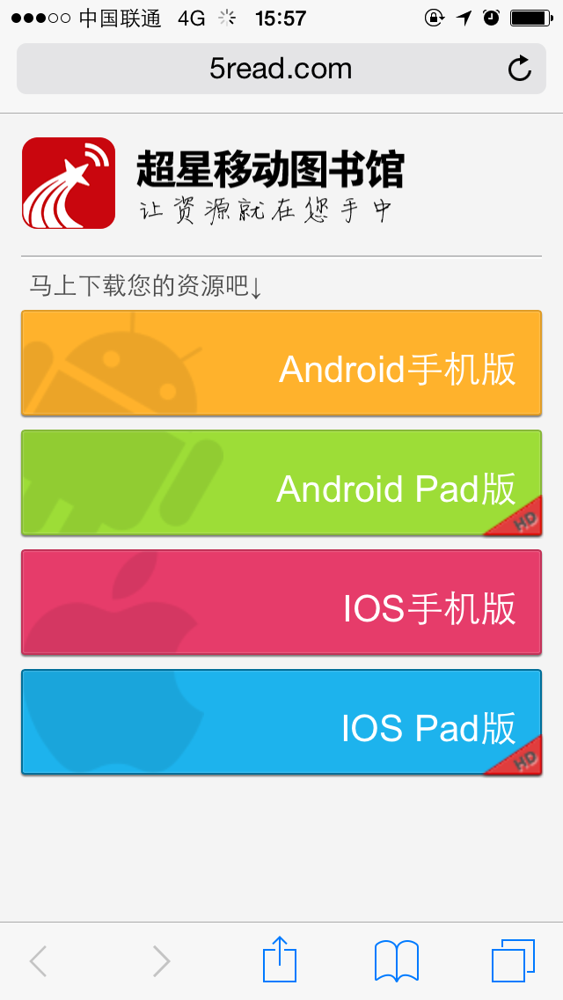 中国联通 4G 15:57
5read.com
超星移动图书馆
让资源就在您手中
马上下载您的资源吧↓
Android手机版
Android Pad版
HD
IOS手机版
IOS Pad版
HD